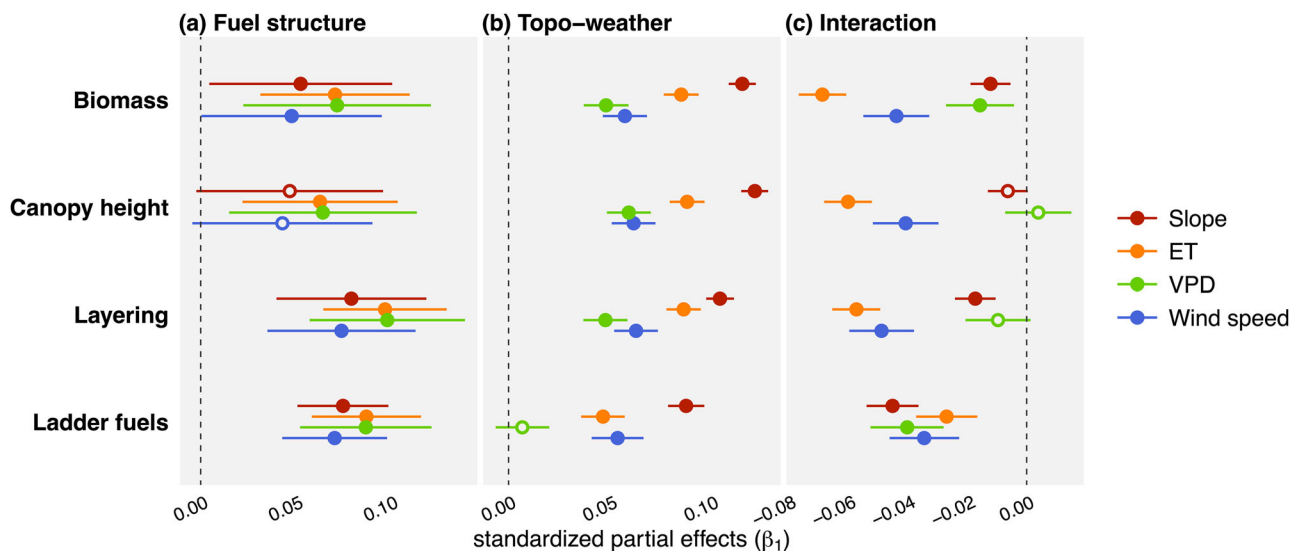 (a) Fuel structure
(b) Topo−weather
(c) Interaction
Biomass
Canopy height
Layering
Ladder fuels
Slope
ET
VPD
Wind speed
0.00 0.05 0.10
0.00 0.05 0.10
−0.08 −0.06 −0.04 −0.02 0.00
standardized partial effects (β₁)